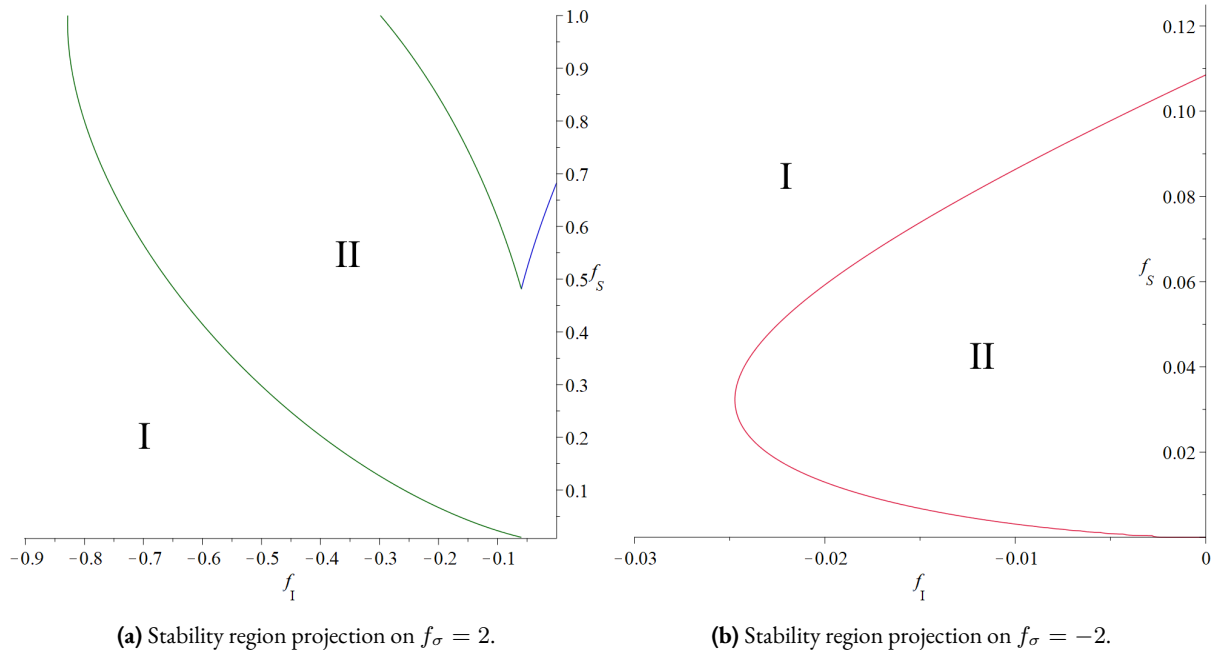 1.0
0.9
0.8
0.7
0.6
II
0.5
f_S
0.4
0.3
I
0.2
0.1
−0.9 −0.8 −0.7 −0.6 −0.5 −0.4 −0.3 −0.2 −0.1
f_I
(a) Stability region projection on f_σ = 2.
0.12
0.10
I
0.08
f_S 0.06
II
0.04
0.02
−0.03 −0.02 −0.01 0
f_I
(b) Stability region projection on f_σ = −2.